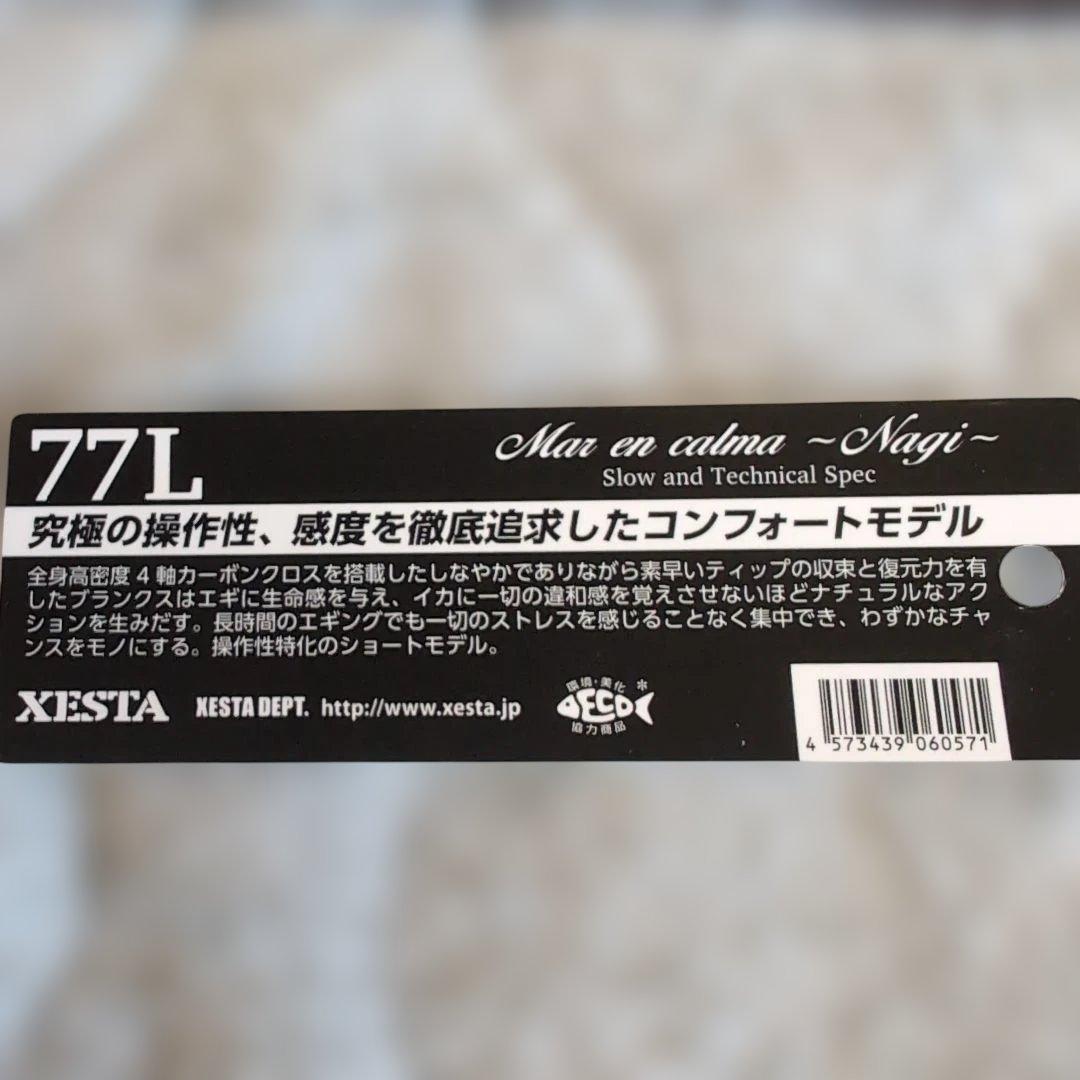 77L
Mar en calma ~Nagi~
Slow and Technical Spec
究極の操作性、感度を徹底追求したコンフォートモデル
全身高密度4軸カーボンクロスを搭載したしなやかでありながら素早いティップの収束と復元力を有
したブランクスはエギに生命感を与え、イカに一切の違和感を覚えさせないほどナチュラルなアク
ションを生みだす。長時間のエギングでも一切のストレスを感じることなく集中でき、わずかなチャ
ンスをモノにする。操作性特化のショートモデル。
XESTA XESTA DEPT. http://www.xesta.jp
環境・美化
ECO
協力商品
4 573439 060571